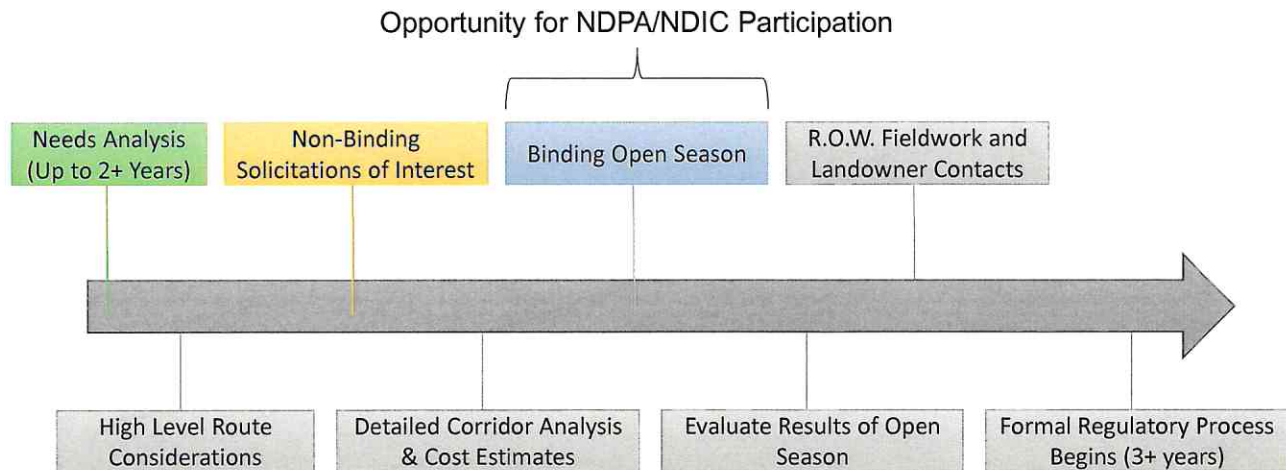 Opportunity for NDPA/NDIC Participation
Needs Analysis
(Up to 2+ Years)
Non-Binding
Solicitations of Interest
Binding Open Season
R.O.W. Fieldwork and
Landowner Contacts
High Level Route
Considerations
Detailed Corridor Analysis
& Cost Estimates
Evaluate Results of Open
Season
Formal Regulatory Process
Begins (3+ years)